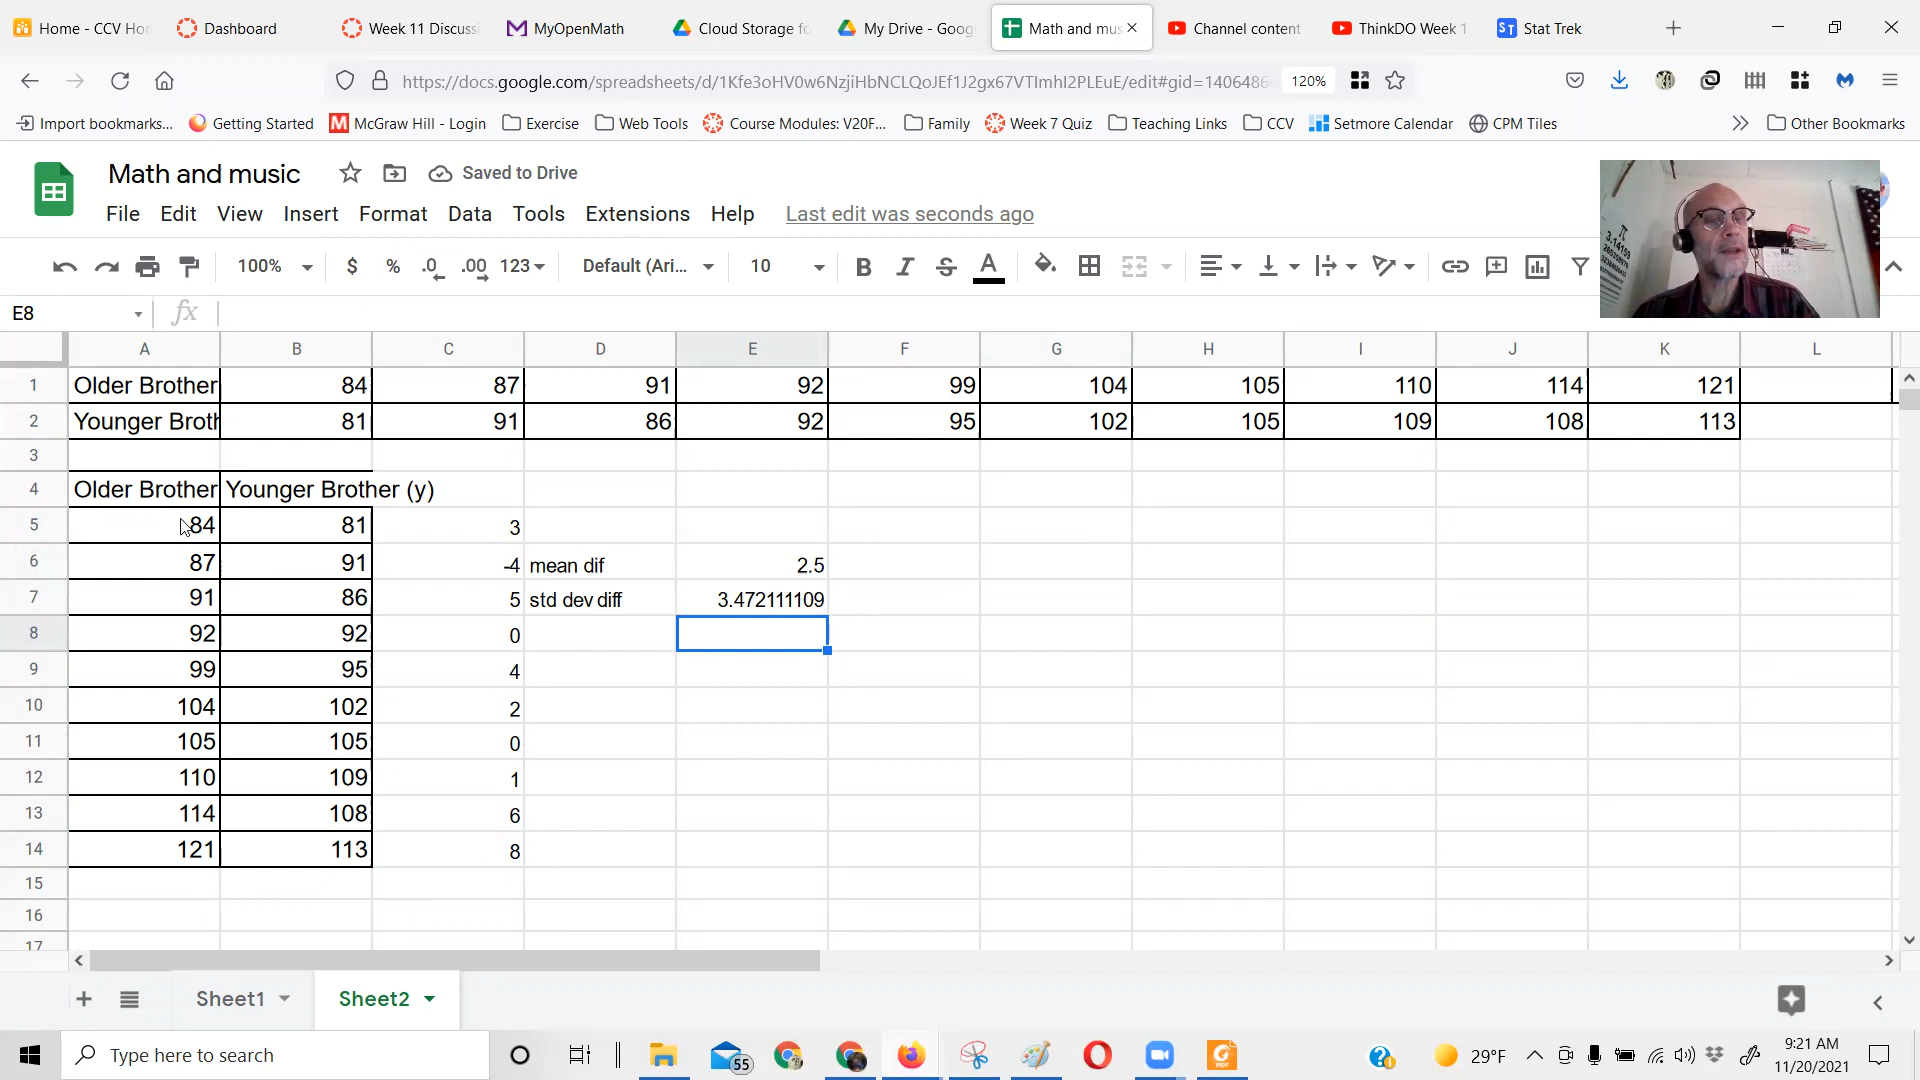 Home - CCV Hor Dashboard Week 11 Discuss MyOpenMath Cloud Storage fo My Drive - Goog Math and mus Channel content ThinkDO Week 1 ST Stat Trek
https://docs.google.com/spreadsheets/d/1Kfe3oHV0w6NzjiHbNCLQoJEf1J2gx67VTImhI2PLEuE/edit#gid=1406486 120%
Import bookmarks... Getting Started McGraw Hill - Login Exercise Web Tools Course Modules: V20F... Family Week 7 Quiz Teaching Links CCV Setmore Calendar CPM Tiles Other Bookmarks
Math and music Saved to Drive
File Edit View Insert Format Data Tools Extensions Help Last edit was seconds ago
100% $ % .0 .00 123 Default (Ari... 10 B I S A
E8 fx
A B C D E F G H I J K L
1 Older Brother 84 87 91 92 99 104 105 110 114 121
2 Younger Broth 81 91 86 92 95 102 105 109 108 113
3
4 Older Brother Younger Brother (y)
5 84 81 3
6 87 91 -4 mean dif 2.5
7 91 86 5 std dev diff 3.472111109
8 92 92 0
9 99 95 4
10 104 102 2
11 105 105 0
12 110 109 1
13 114 108 6
14 121 113 8
15
16
17
Sheet1 Sheet2
Type here to search 55 29°F 9:21 AM
11/20/2021